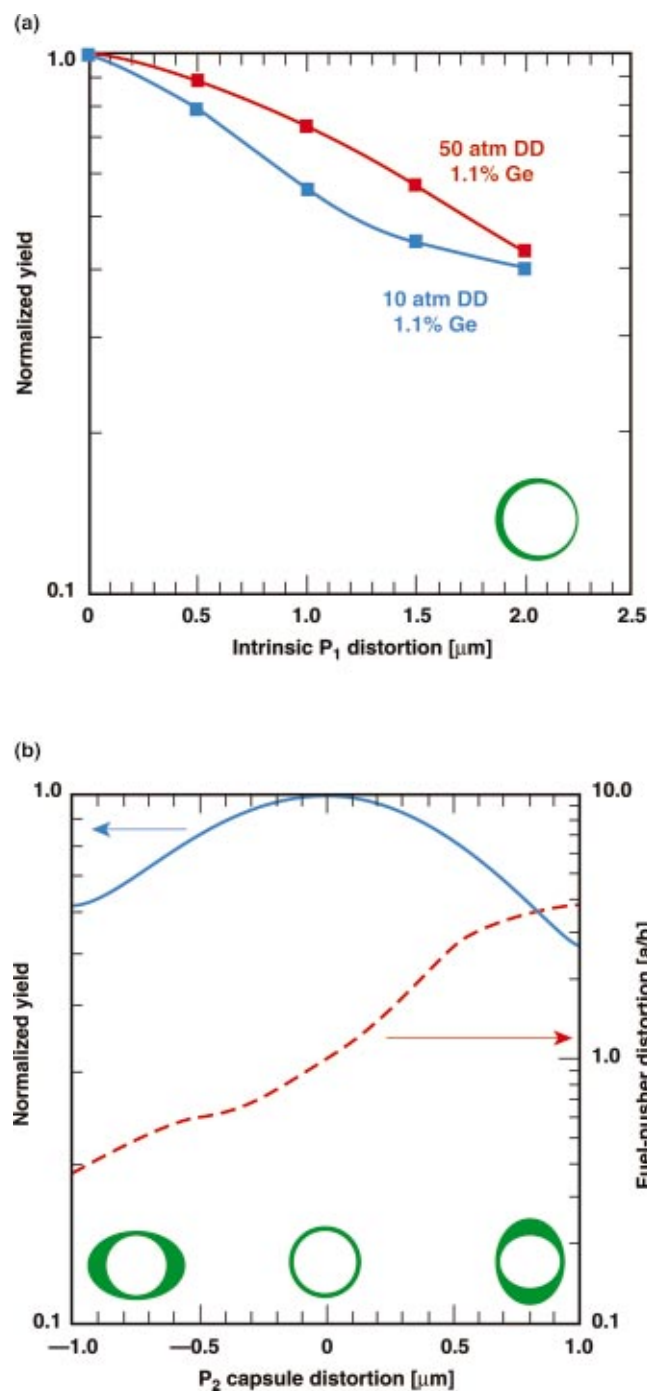 (a)
1.0
50 atm DD
1.1% Ge
10 atm DD
1.1% Ge
Normalized yield
0.1
0 0.5 1.0 1.5 2.0 2.5
Intrinsic P1 distortion [μm]
(b)
1.0 10.0
Normalized yield
1.0
Fuel-pusher distortion [a/b]
0.1 0.1
—1.0 —0.5 0 0.5 1.0
P2 capsule distortion [μm]